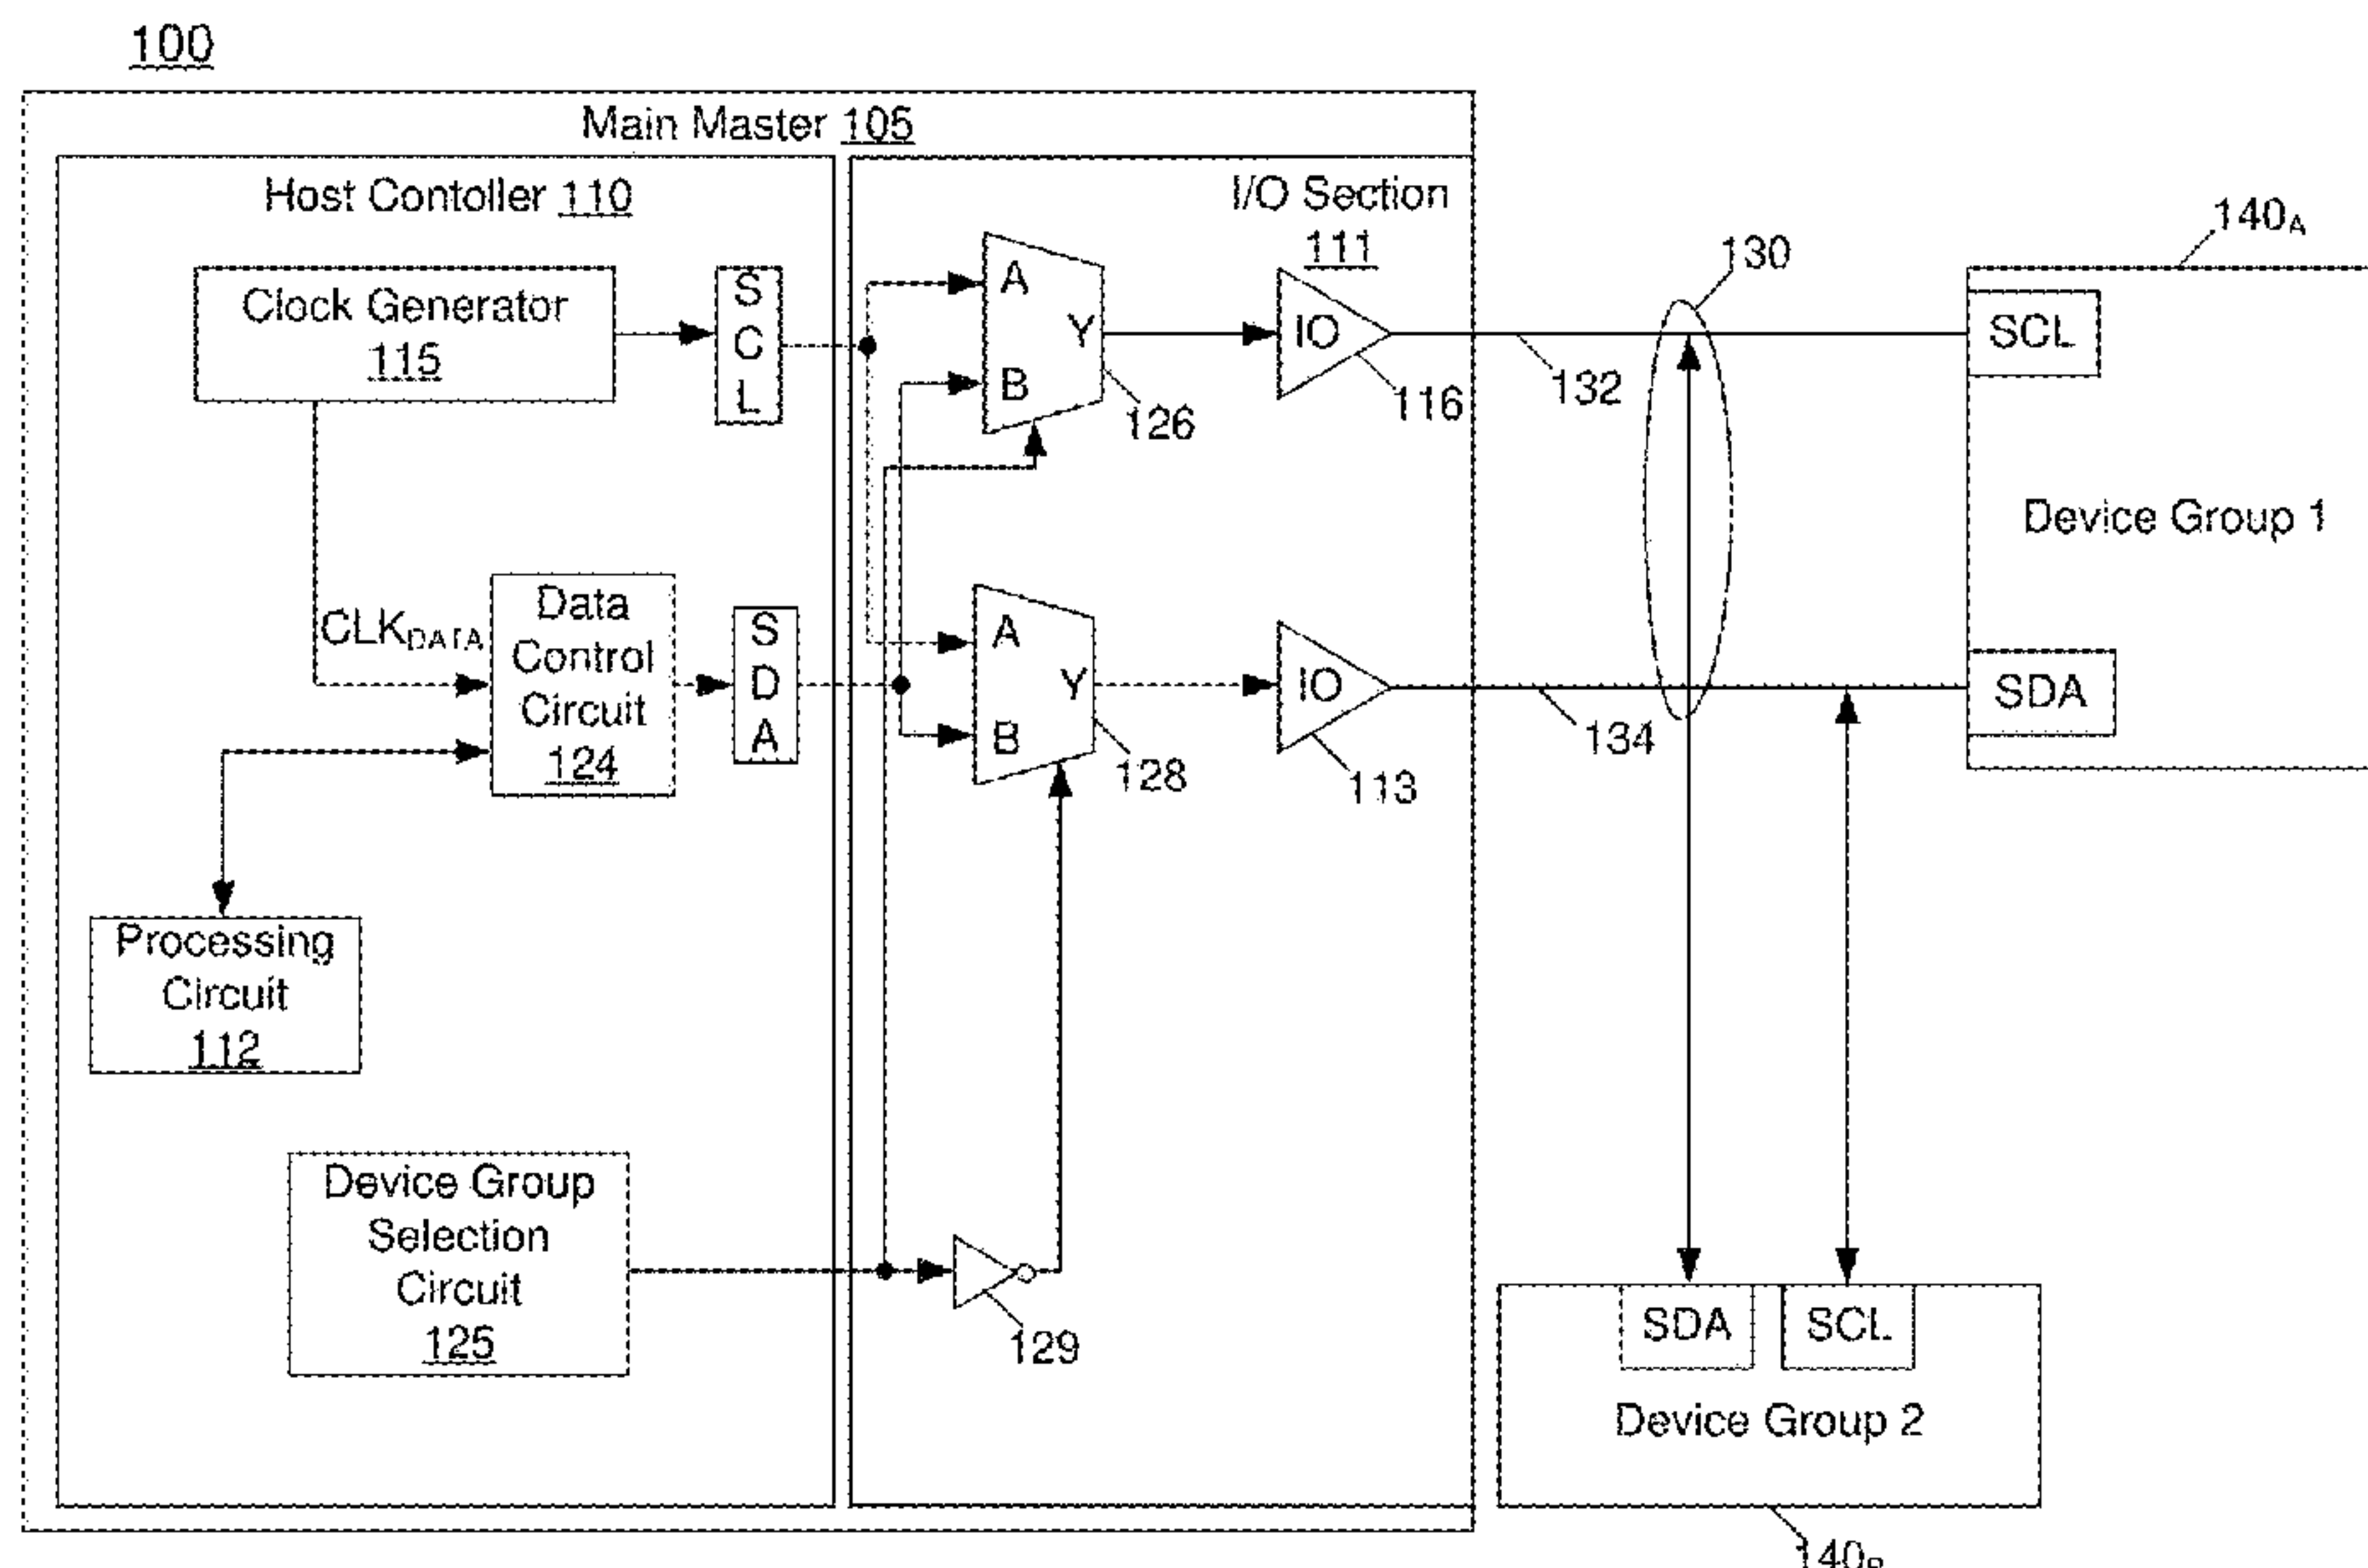 100
Main Master 105
Host Contoller 110
I/O Section
111
Clock Generator
115
S
C
L
A
B
Y
126
IO
116
132
130
140A
SCL
Device Group 1
SDA
CLKDATA
Data
Control
Circuit
124
S
D
A
A
B
Y
128
IO
113
134
Processing
Circuit
112
Device Group
Selection
Circuit
125
129
SDA
SCL
Device Group 2
140B